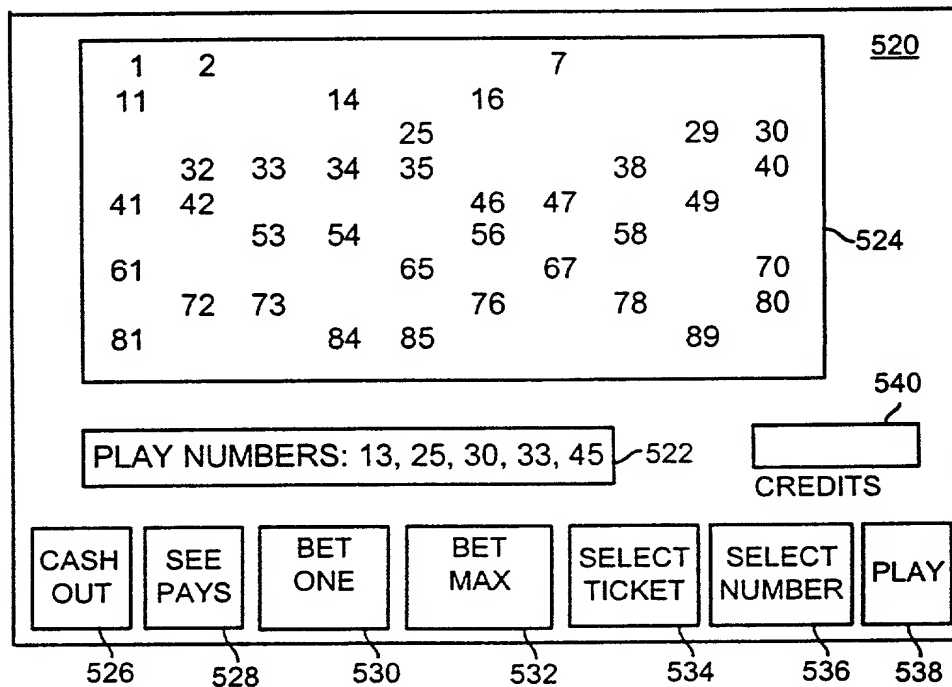 520
1 2 7
11 14 16
25 29 30
32 33 34 35 38 40
41 42 46 47 49
53 54 56 58
524
61 65 67 70
72 73 76 78 80
81 84 85 89
540
PLAY NUMBERS: 13, 25, 30, 33, 45
522
CREDITS
CASH OUT
SEE PAYS
BET ONE
BET MAX
SELECT TICKET
SELECT NUMBER
PLAY
526 528 530 532 534 536 538